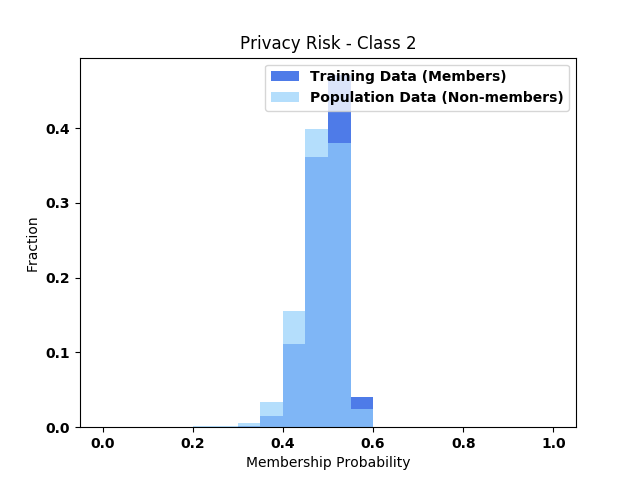 Privacy Risk - Class 2
Training Data (Members)
Population Data (Non-members)
0.4
0.3
0.2
0.1
0.0
Fraction
0.0 0.2 0.4 0.6 0.8 1.0
Membership Probability